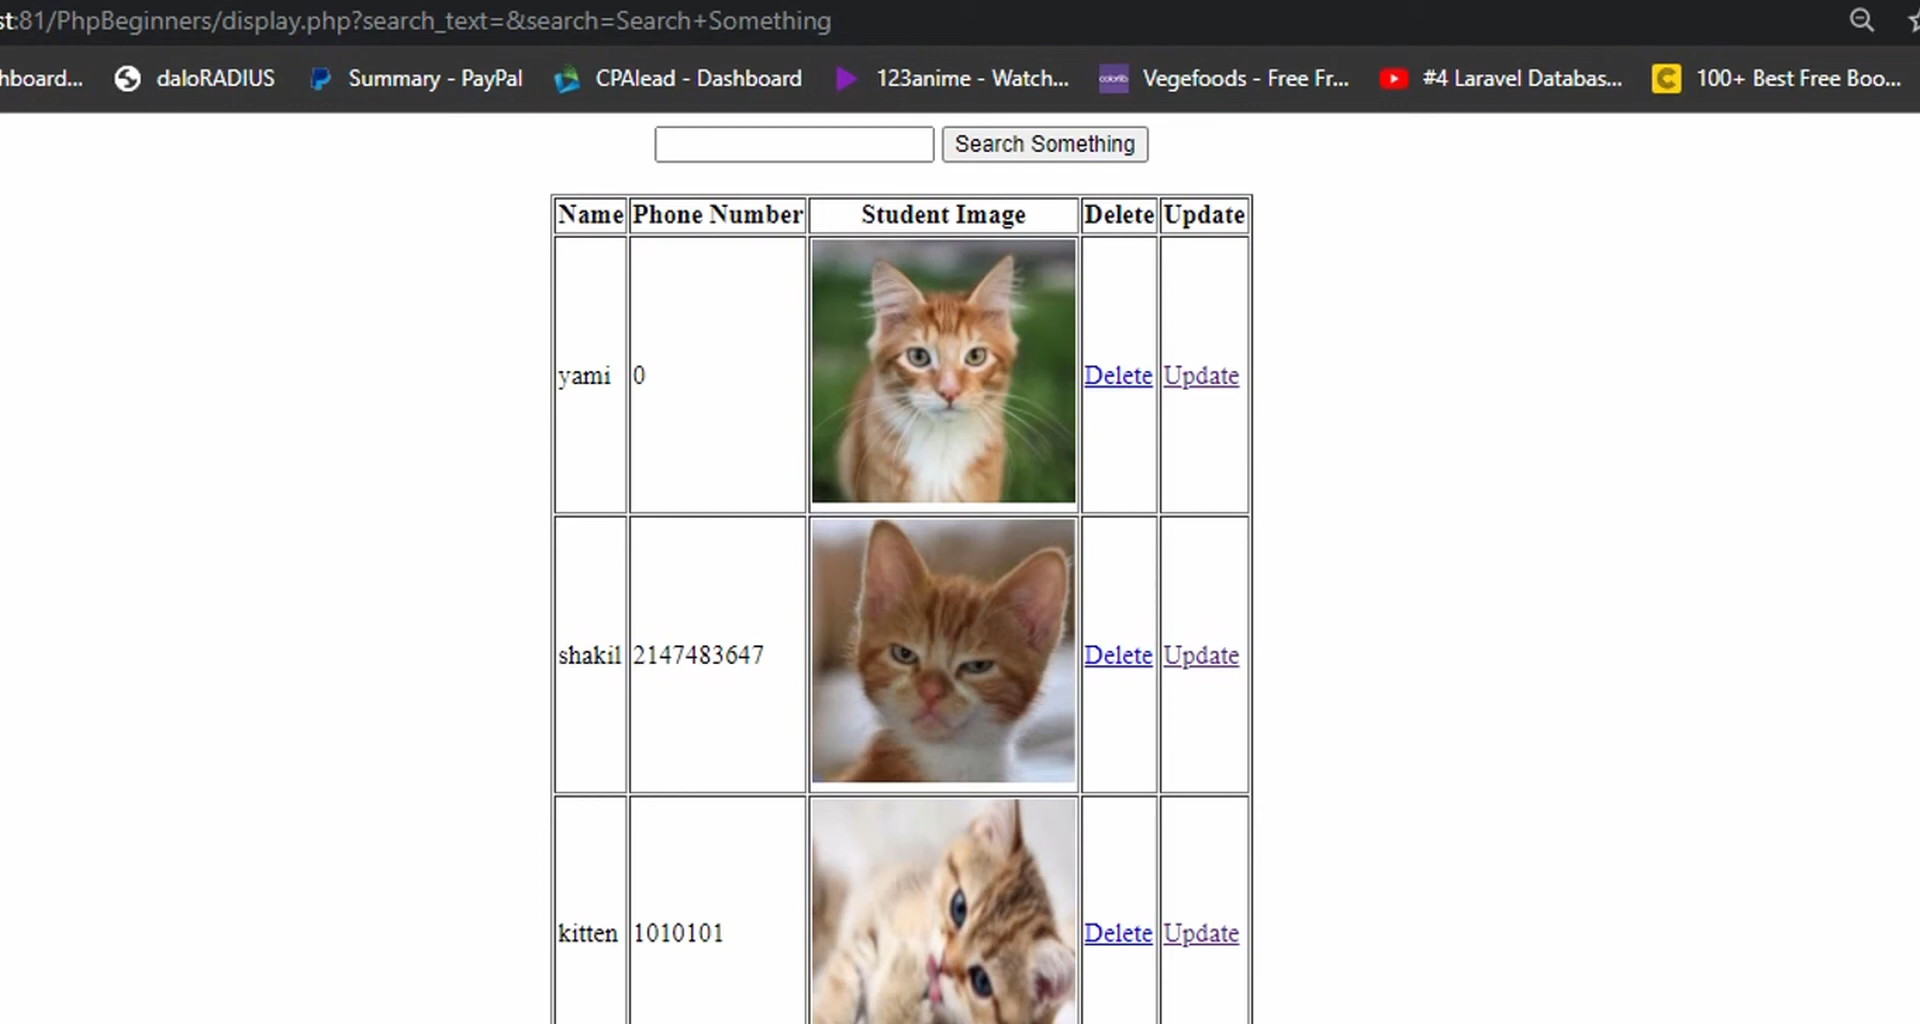 st:81/PhpBeginners/display.php?search_text=&search=Search+Something
hboard... daloRADIUS Summary - PayPal CPAlead - Dashboard 123anime - Watch... colorlib Vegefoods - Free Fr... #4 Laravel Databas... 100+ Best Free Boo...
Search Something
Name Phone Number Student Image Delete Update
yami 0 Delete Update
shakil 2147483647 Delete Update
kitten 1010101 Delete Update